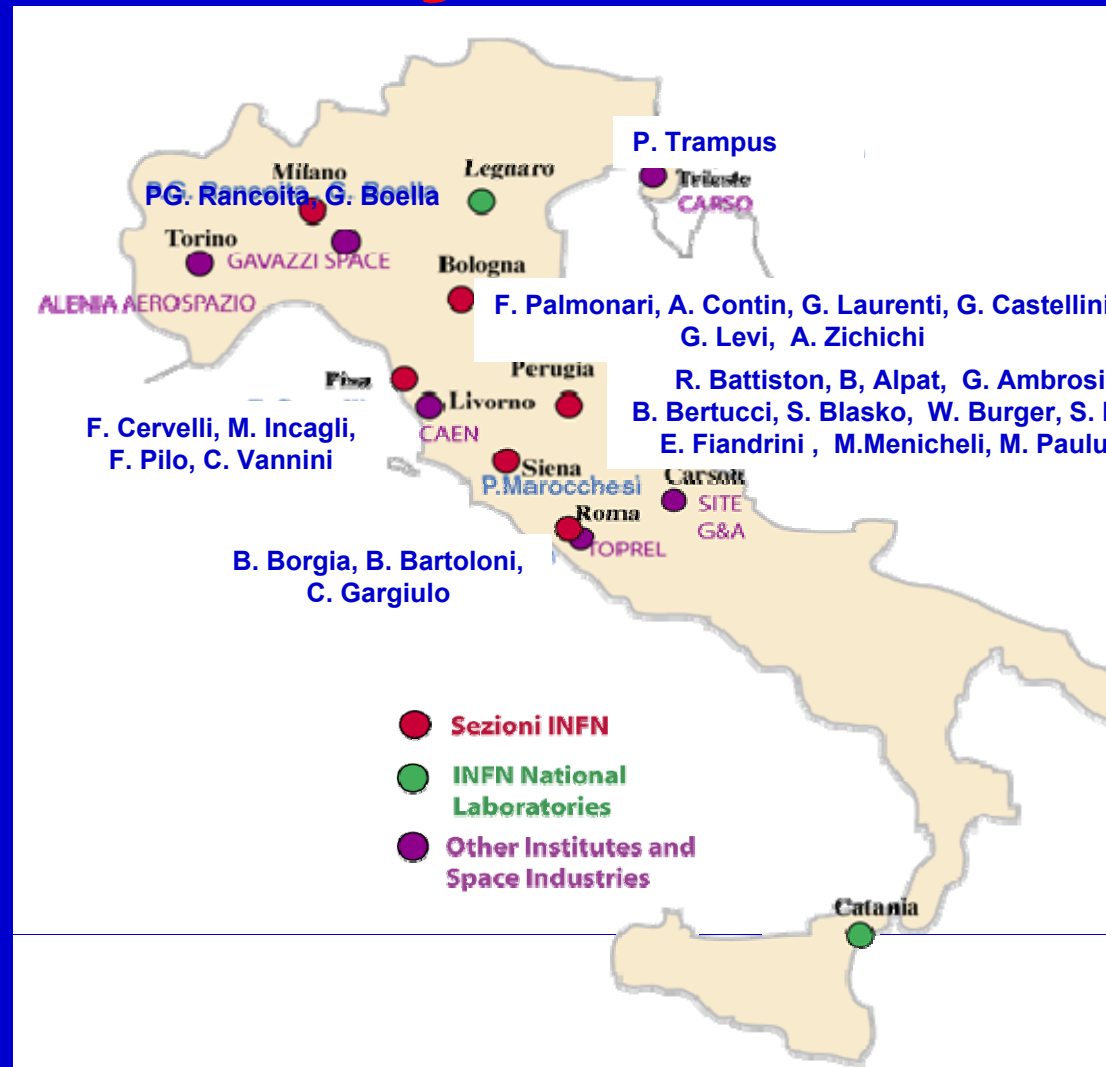 P. Trampus
Milano
Legnaro
Trieste
CARSO
PG. Rancoita, G. Boella
Torino
GAVAZZI SPACE
Bologna
ALENIA AEROSPAZIO
F. Palmonari, A. Contin, G. Laurenti, G. Castellini
G. Levi, A. Zichichi
Pisa
Perugia
Livorno
CAEN
R. Battiston, B, Alpat, G. Ambrosi
B. Bertucci, S. Blasko, W. Burger, S.
E. Fiandrini , M.Menicheli, M. Paulu
F. Cervelli, M. Incagli,
F. Pilo, C. Vannini
Siena
P.Marocchesi
Carsoli
SITE
G&A
Roma
TOPREL
B. Borgia, B. Bartoloni,
C. Gargiulo
Sezioni INFN
INFN National
Laboratories
Other Institutes and
Space Industries
Catania